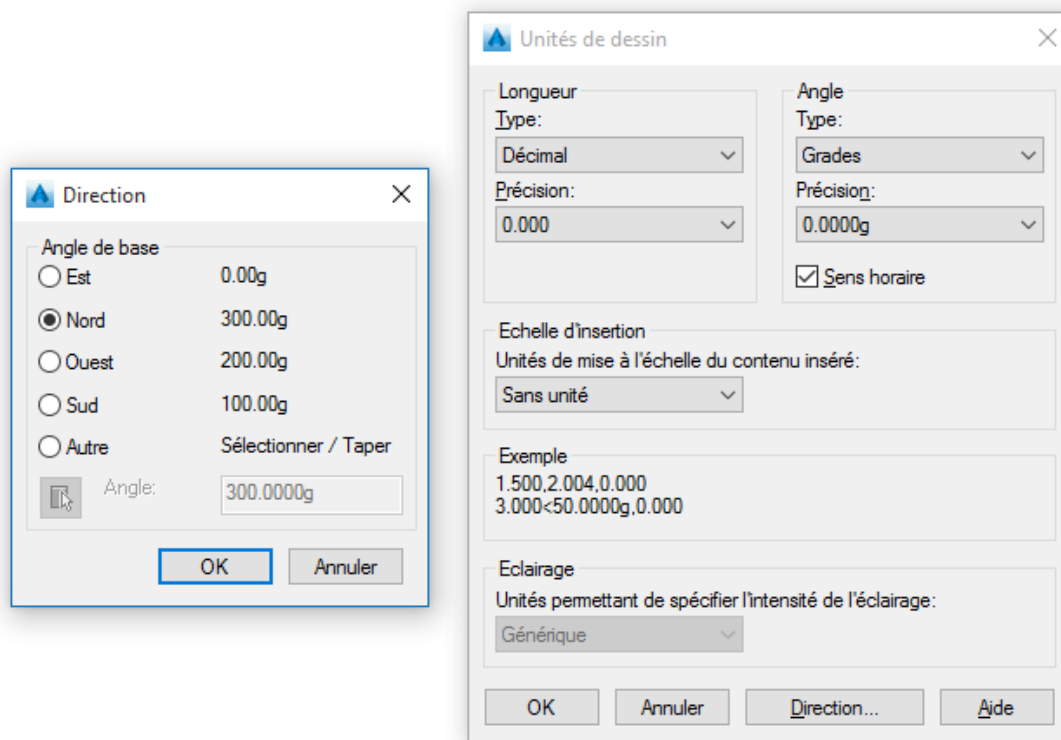 Direction
Angle de base
Est 0.00g
Nord 300.00g
Ouest 200.00g
Sud 100.00g
Autre Sélectionner / Taper
Angle: 300.0000g
OK Annuler
Unités de dessin
Longueur
Type:
Décimal
Précision:
0.000
Angle
Type:
Grades
Précision:
0.0000g
Sens horaire
Echelle d'insertion
Unités de mise à l'échelle du contenu inséré:
Sans unité
Exemple
1.500,2.004,0.000
3.000<50.0000g,0.000
Eclairage
Unités permettant de spécifier l'intensité de l'éclairage:
Générique
OK Annuler Direction... Aide